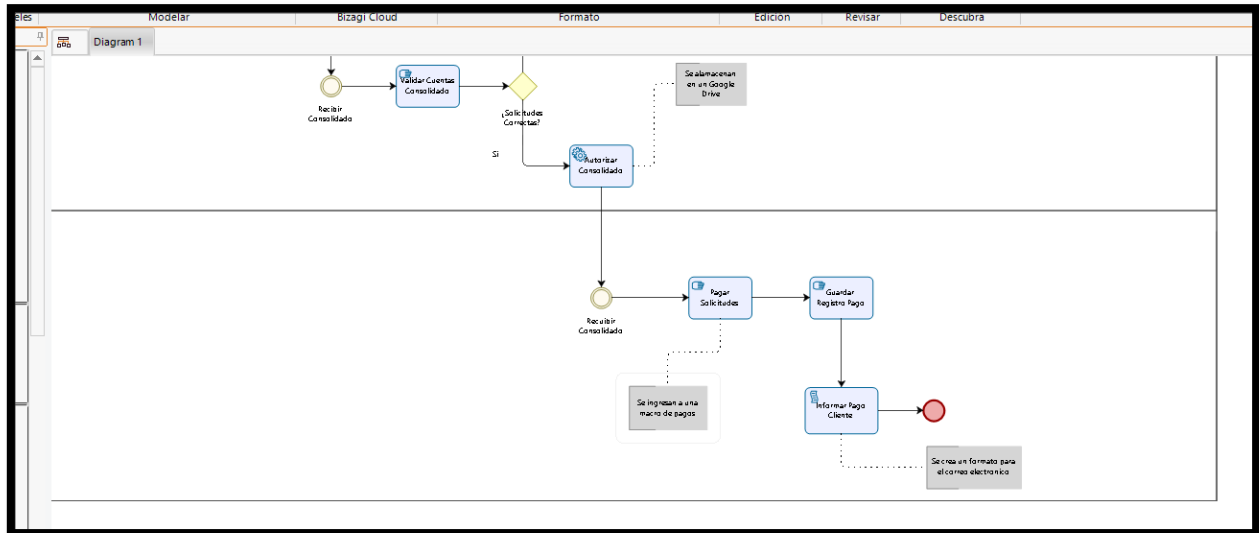 eles Modelar Bizagi Cloud Formato Edición Revisar Descubra
Diagram 1
Validar Cuentas
Consolidado
Se alamacenan
en un Google
Drive
Recibir
Consolidado
¿Solicitudes
Correctas?
Si
Autorizar
Consolidado
Pagar
Solicitudes
Guardar
Registro Pago
Recuibir
Consolidado
Se ingresan a una
macro de pagos
Informar Pago
Cliente
Se crea un formato para
el correo electronico